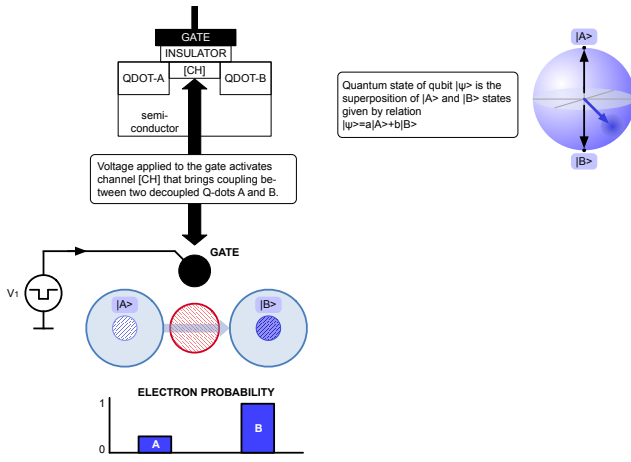 GATE
INSULATOR
QDOT-A
[CH]
QDOT-B
semi-
conductor
Voltage applied to the gate activates
channel [CH] that brings coupling be-
tween two decoupled Q-dots A and B.
Quantum state of qubit |ψ> is the
superposition of |A> and |B> states
given by relation
|ψ>=a|A>+b|B>
|A>
|B>
GATE
V1
|A>
|B>
ELECTRON PROBABILITY
1
0
A
B